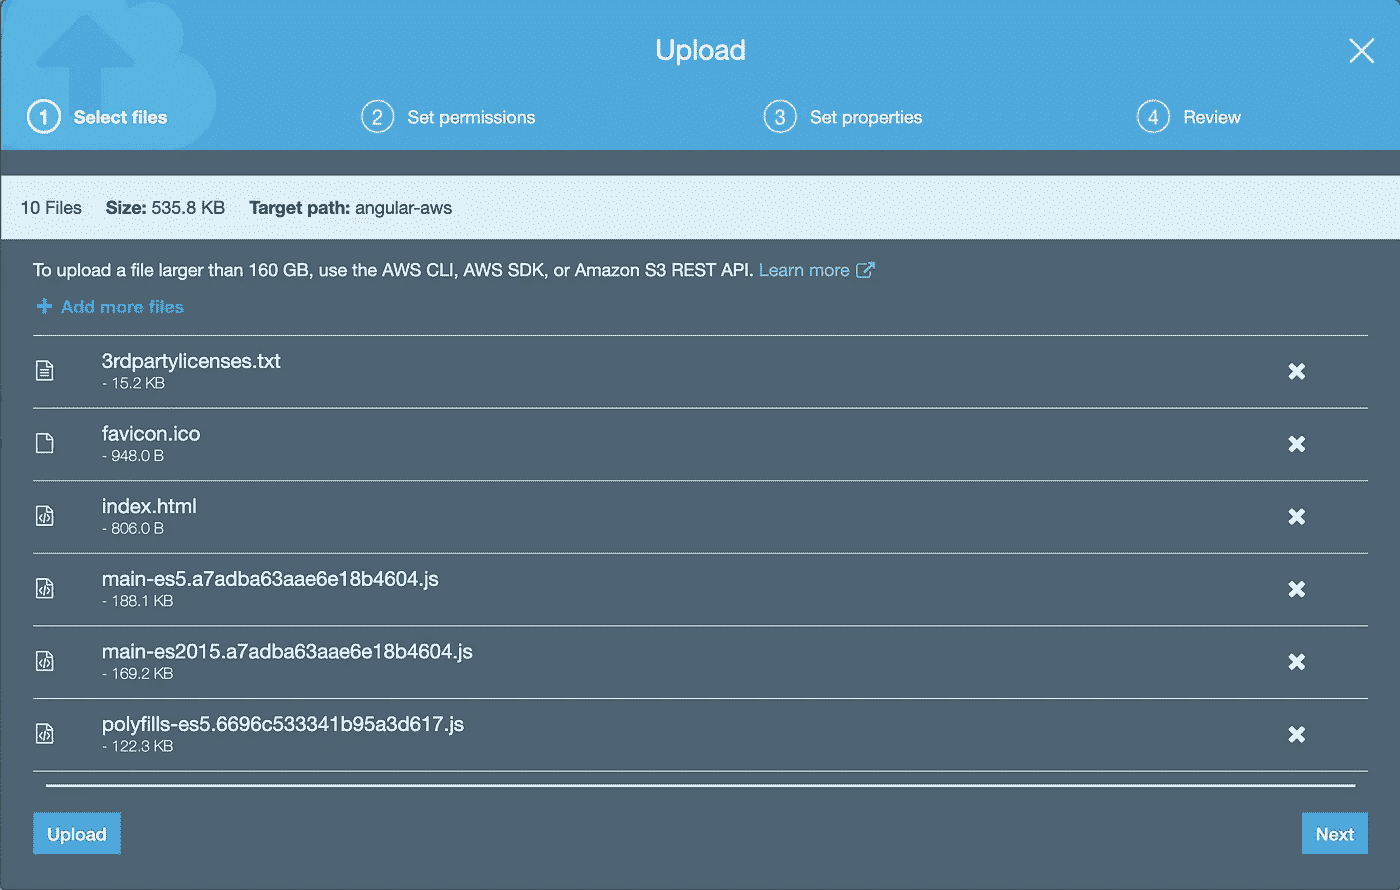 Upload
1 Select files
2 Set permissions
3 Set properties
4 Review
10 Files Size: 535.8 KB Target path: angular-aws
To upload a file larger than 160 GB, use the AWS CLI, AWS SDK, or Amazon S3 REST API. Learn more
Add more files
3rdpartylicenses.txt
- 15.2 KB
favicon.ico
- 948.0 B
index.html
- 806.0 B
main-es5.a7adba63aae6e18b4604.js
- 188.1 KB
main-es2015.a7adba63aae6e18b4604.js
- 169.2 KB
polyfills-es5.6696c533341b95a3d617.js
- 122.3 KB
Upload
Next